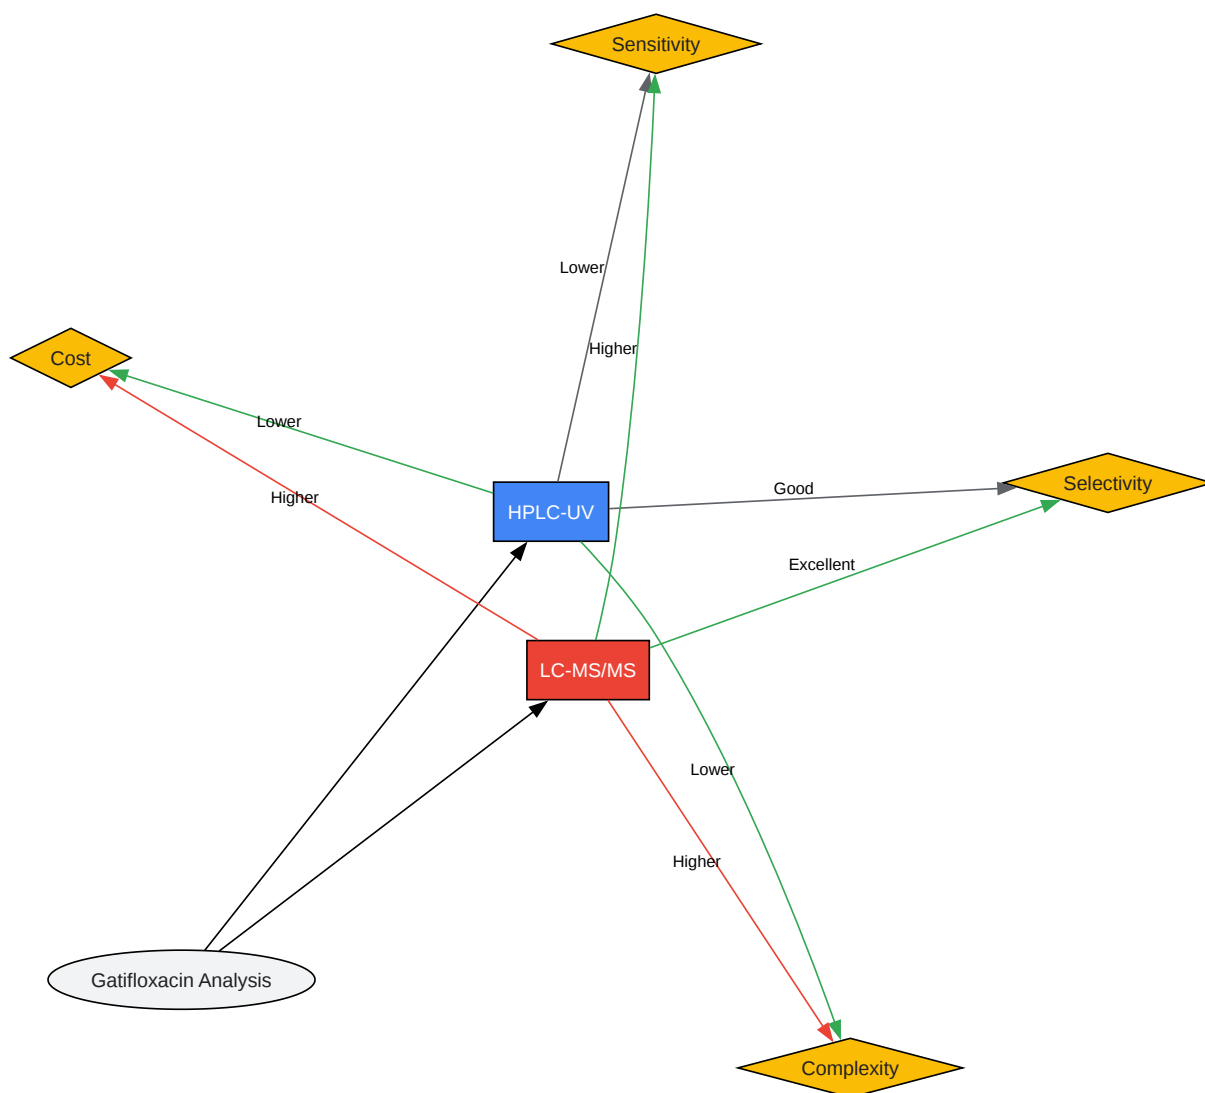 Sensitivity
Lower
Higher
Cost
Lower
Higher
HPLC-UV
Good
Selectivity
Excellent
LC-MS/MS
Lower
Higher
Gatifloxacin Analysis
Complexity